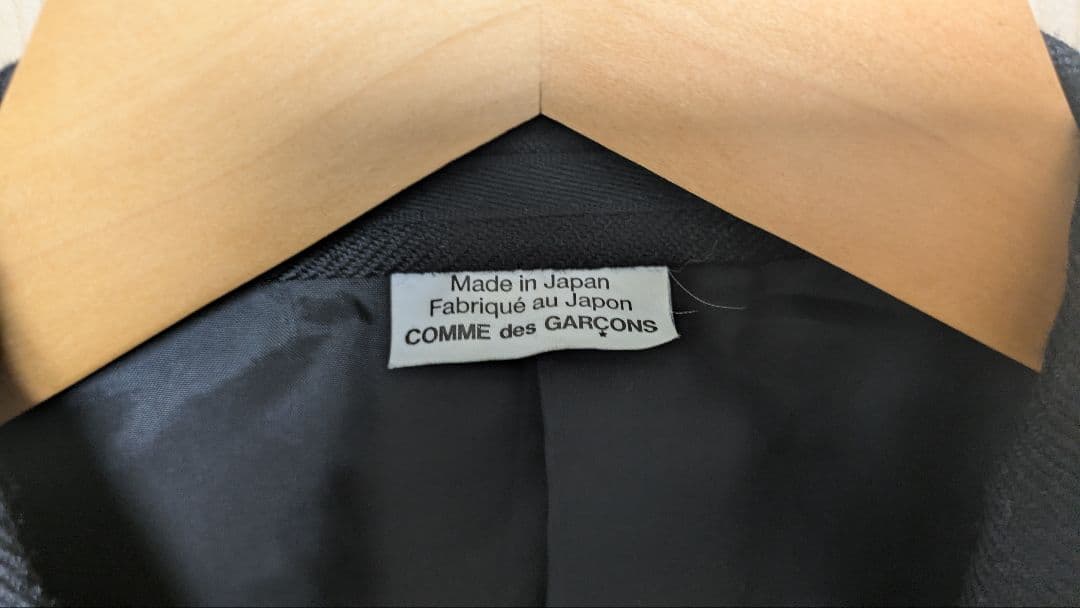 Made in Japan
Fabriqué au Japon
COMME des GARÇONS